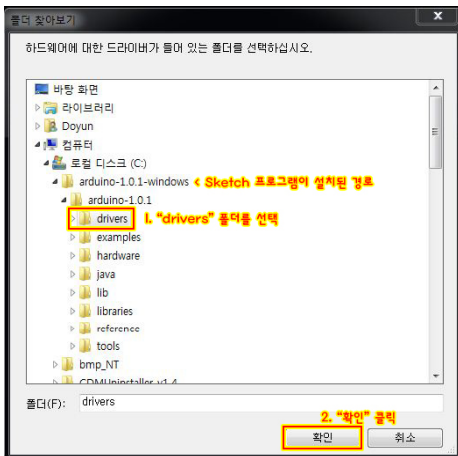 폴더 찾아보기
x
하드웨어에 대한 드라이버가 들어 있는 폴더를 선택하십시오.
바탕 화면
라이브러리
Doyun
컴퓨터
로컬 디스크 (C:)
arduino-1.0.1-windows < Sketch 프로그램이 설치된 경로
arduino-1.0.1
drivers 1. “drivers” 폴더를 선택
examples
hardware
java
lib
libraries
reference
tools
bmp_NT
CDMUninstaller_v1.4
폴더(F): drivers
2. “확인” 클릭
확인 취소